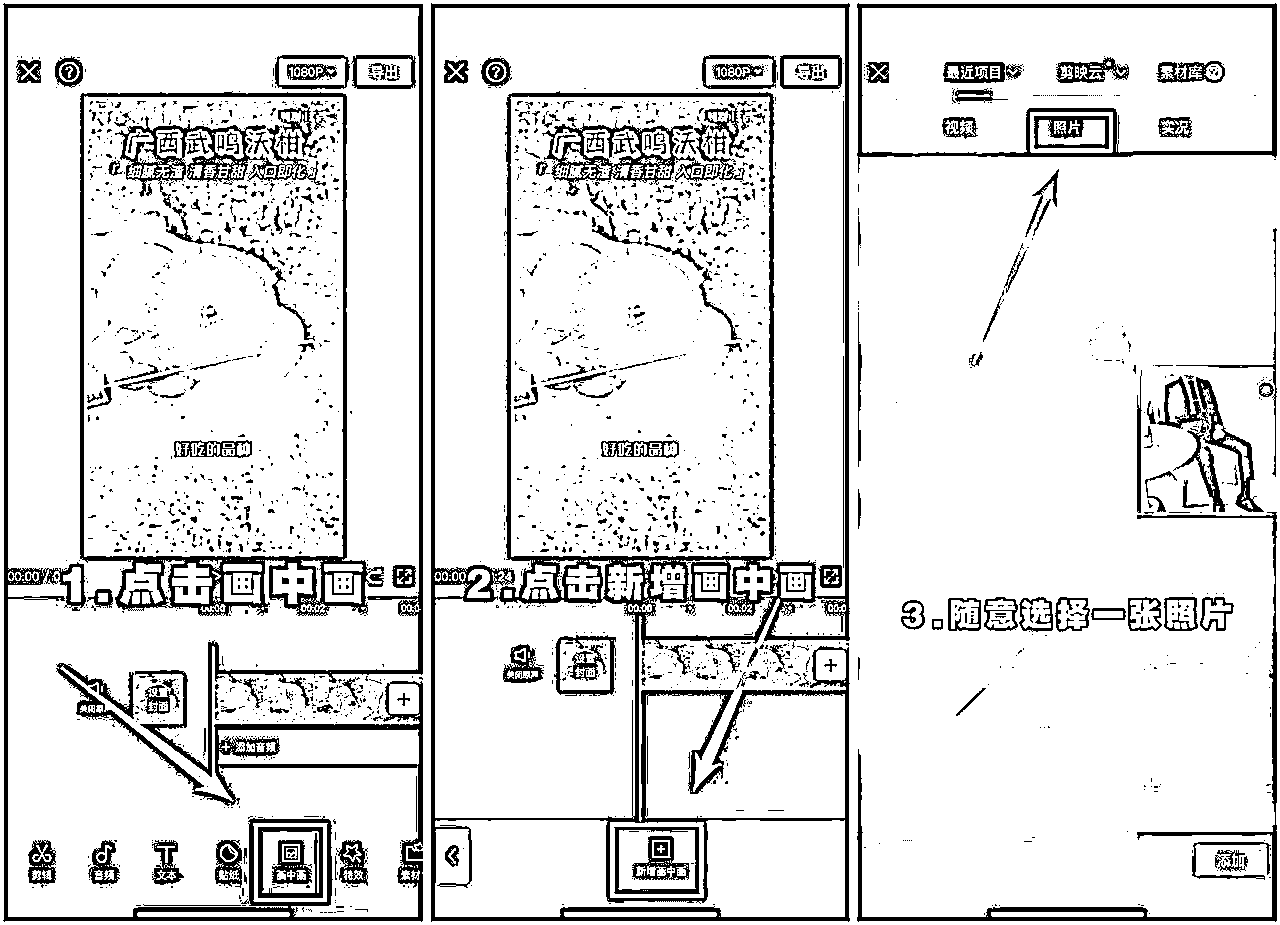 1080P 导出
广西武鸣沃柑
『细腻无渣 清香甘甜 入口即化』
好吃的品种
1.点击画中画
00:00
00:02
封面
+ 添加音频
剪辑
音频
文本
贴纸
画中画
特效
素材
1080P 导出
广西武鸣沃柑
『细腻无渣 清香甘甜 入口即化』
好吃的品种
2.点击新增画中画
00:00
00:02
封面
新增画中画
最近项目 剪映云 素材库
视频 照片 实况
3.随意选择一张照片
添加